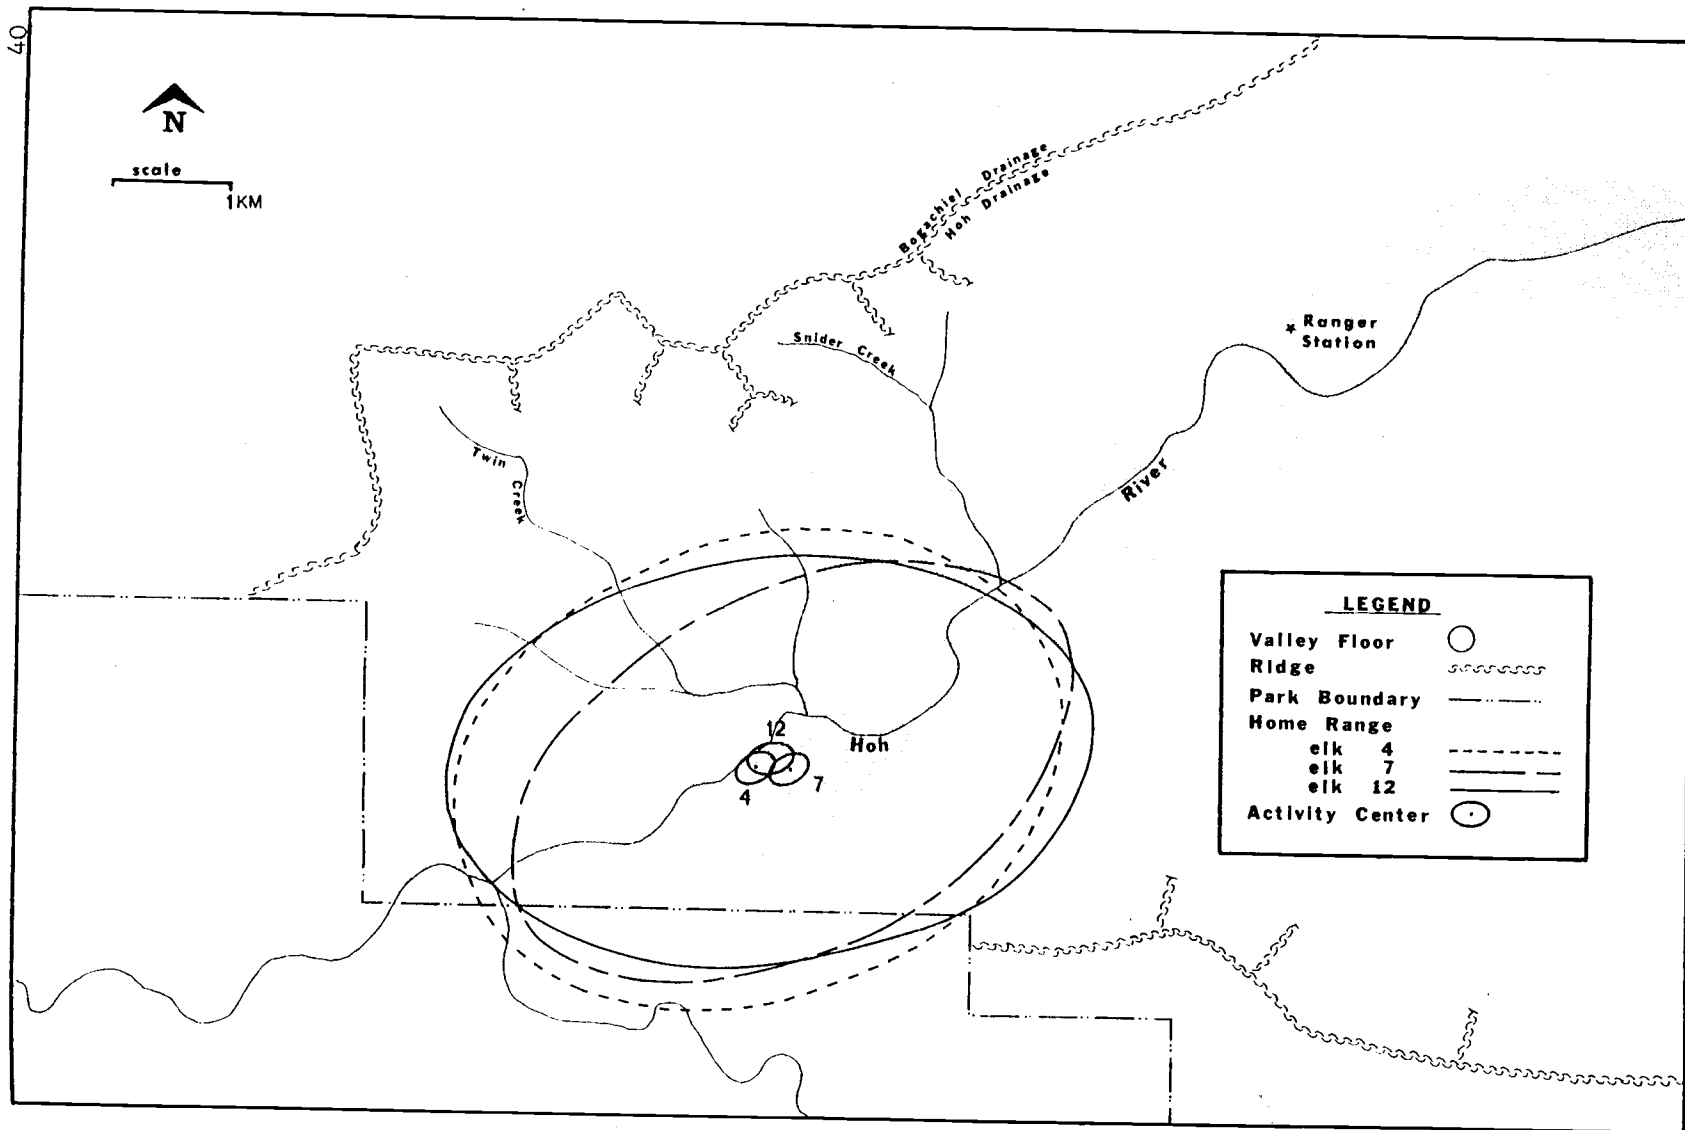 40
N
scale
1KM
Bogachiel Drainage
Hoh Drainage
Snider Creek
Ranger
Station
Twin Creek
River
Hoh
12
4
7
LEGEND
Valley Floor
Ridge
Park Boundary
Home Range
elk 4
elk 7
elk 12
Activity Center